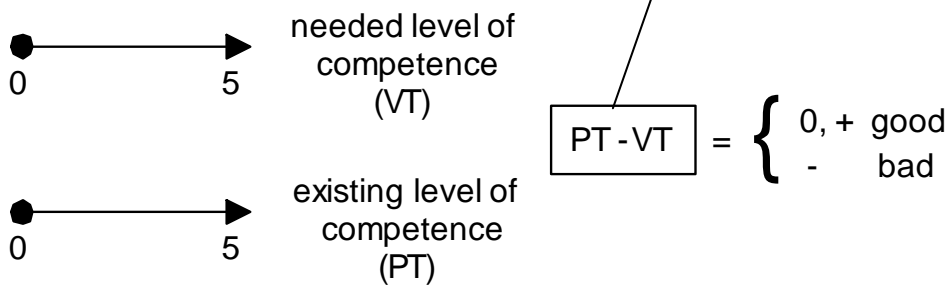 needed level of
competence
(VT)
0 5
PT - VT = { 0, + good
- bad
existing level of
competence
(PT)
0 5